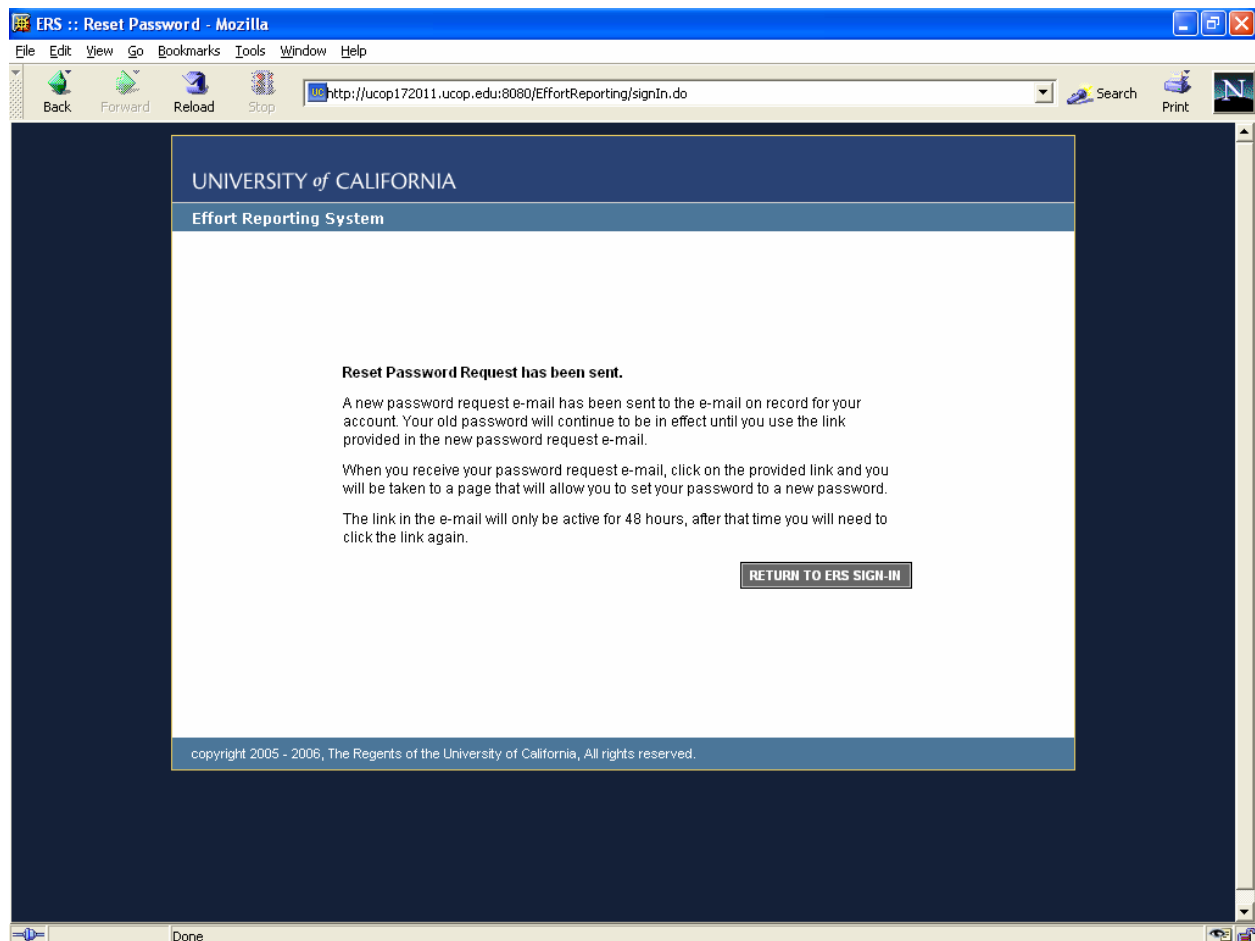 ERS :: Reset Password - Mozilla
File Edit View Go Bookmarks Tools Window Help
Back Forward Reload Stop UC http://ucop172011.ucop.edu:8080/EffortReporting/signIn.do Search Print N
UNIVERSITY of CALIFORNIA
Effort Reporting System
Reset Password Request has been sent.
A new password request e-mail has been sent to the e-mail on record for your
account. Your old password will continue to be in effect until you use the link
provided in the new password request e-mail.
When you receive your password request e-mail, click on the provided link and you
will be taken to a page that will allow you to set your password to a new password.
The link in the e-mail will only be active for 48 hours, after that time you will need to
click the link again.
RETURN TO ERS SIGN-IN
copyright 2005 - 2006, The Regents of the University of California, All rights reserved.
Done